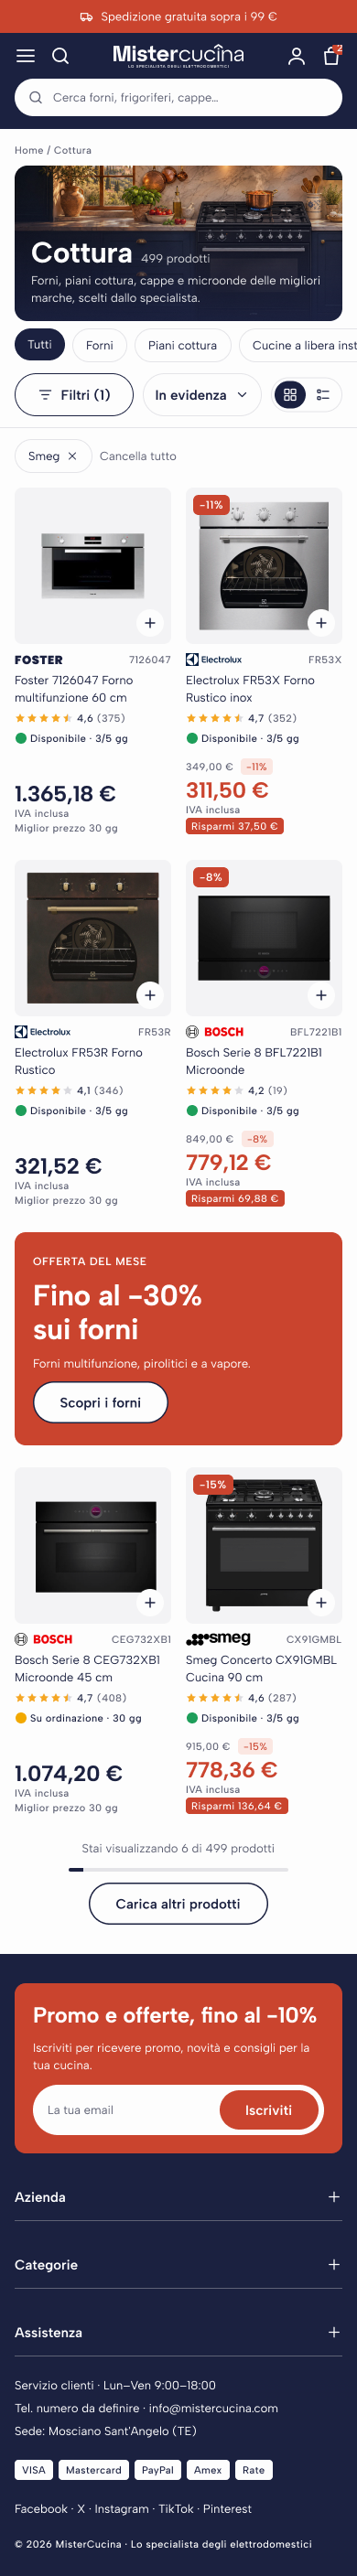 Spedizione gratuita sopra i 99 €
Mistercucina
LO SPECIALISTA DEGLI ELETTRODOMESTICI
2
Cerca forni, frigoriferi, cappe…
Home / Cottura
Cottura 499 prodotti
Forni, piani cottura, cappe e microonde delle migliori
marche, scelti dallo specialista.
Tutti Forni Piani cottura Cucine a libera inst
Filtri (1) In evidenza
Smeg Cancella tutto
-11%
FOSTER 7126047
Foster 7126047 Forno
multifunzione 60 cm
4,6 (375)
Disponibile · 3/5 gg
1.365,18 €
IVA inclusa
Miglior prezzo 30 gg
Electrolux FR53X
Electrolux FR53X Forno
Rustico inox
4,7 (352)
Disponibile · 3/5 gg
349,00 € -11%
311,50 €
IVA inclusa
Risparmi 37,50 €
-8%
Electrolux FR53R
Electrolux FR53R Forno
Rustico
4,1 (346)
Disponibile · 3/5 gg
321,52 €
IVA inclusa
Miglior prezzo 30 gg
BOSCH BFL7221B1
Bosch Serie 8 BFL7221B1
Microonde
4,2 (19)
Disponibile · 3/5 gg
849,00 € -8%
779,12 €
IVA inclusa
Risparmi 69,88 €
OFFERTA DEL MESE
Fino al -30%
sui forni
Forni multifunzione, pirolitici e a vapore.
Scopri i forni
-15%
BOSCH CEG732XB1
Bosch Serie 8 CEG732XB1
Microonde 45 cm
4,7 (408)
Su ordinazione · 30 gg
1.074,20 €
IVA inclusa
Miglior prezzo 30 gg
smeg CX91GMBL
Smeg Concerto CX91GMBL
Cucina 90 cm
4,6 (287)
Disponibile · 3/5 gg
915,00 € -15%
778,36 €
IVA inclusa
Risparmi 136,64 €
Stai visualizzando 6 di 499 prodotti
Carica altri prodotti
Promo e offerte, fino al -10%
Iscriviti per ricevere promo, novità e consigli per la
tua cucina.
La tua email Iscriviti
Azienda
Categorie
Assistenza
Servizio clienti · Lun–Ven 9:00–18:00
Tel. numero da definire · info@mistercucina.com
Sede: Mosciano Sant'Angelo (TE)
VISA Mastercard PayPal Amex Rate
Facebook · X · Instagram · TikTok · Pinterest
© 2026 MisterCucina · Lo specialista degli elettrodomestici